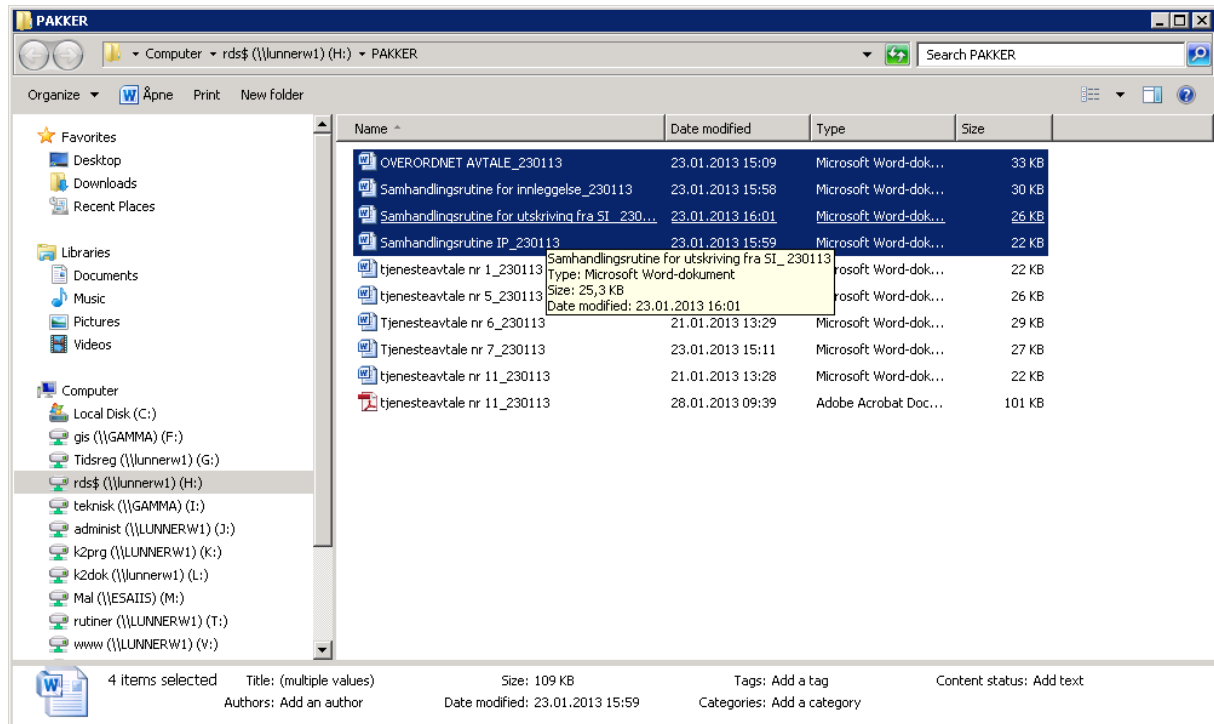 PAKKER
Computer rds$ (\\lunnerw1) (H:) PAKKER Search PAKKER
Organize Åpne Print New folder
Favorites
Desktop
Downloads
Recent Places
Libraries
Documents
Music
Pictures
Videos
Computer
Local Disk (C:)
gis (\\GAMMA) (F:)
Tidsreg (\\lunnerw1) (G:)
rds$ (\\lunnerw1) (H:)
teknisk (\\GAMMA) (I:)
administ (\\LUNNERW1) (J:)
k2prg (\\LUNNERW1) (K:)
k2dok (\\lunnerw1) (L:)
Mal (\\ESAIIS) (M:)
rutiner (\\LUNNERW1) (T:)
www (\\LUNNERW1) (V:)
Name Date modified Type Size
OVERORDNET AVTALE_230113 23.01.2013 15:09 Microsoft Word-dok... 33 KB
Samhandlingsrutine for innleggelse_230113 23.01.2013 15:58 Microsoft Word-dok... 30 KB
Samhandlingsrutine for utskriving fra SI_230... 23.01.2013 16:01 Microsoft Word-dok... 26 KB
Samhandlingsrutine IP_230113 23.01.2013 15:59 Microsoft Word-dok... 22 KB
tjenesteavtale nr 1_230113 rosoft Word-dok... 22 KB
tjenesteavtale nr 5_230113 rosoft Word-dok... 26 KB
Samhandlingsrutine for utskriving fra SI_230113
Type: Microsoft Word-dokument
Size: 25,3 KB
Date modified: 23.01.2013 16:01
Tjenesteavtale nr 6_230113 21.01.2013 13:29 Microsoft Word-dok... 29 KB
Tjenesteavtale nr 7_230113 23.01.2013 15:11 Microsoft Word-dok... 27 KB
tjenesteavtale nr 11_230113 21.01.2013 13:28 Microsoft Word-dok... 22 KB
tjenesteavtale nr 11_230113 28.01.2013 09:39 Adobe Acrobat Doc... 101 KB
4 items selected Title: (multiple values) Size: 109 KB Tags: Add a tag Content status: Add text
Authors: Add an author Date modified: 23.01.2013 15:59 Categories: Add a category